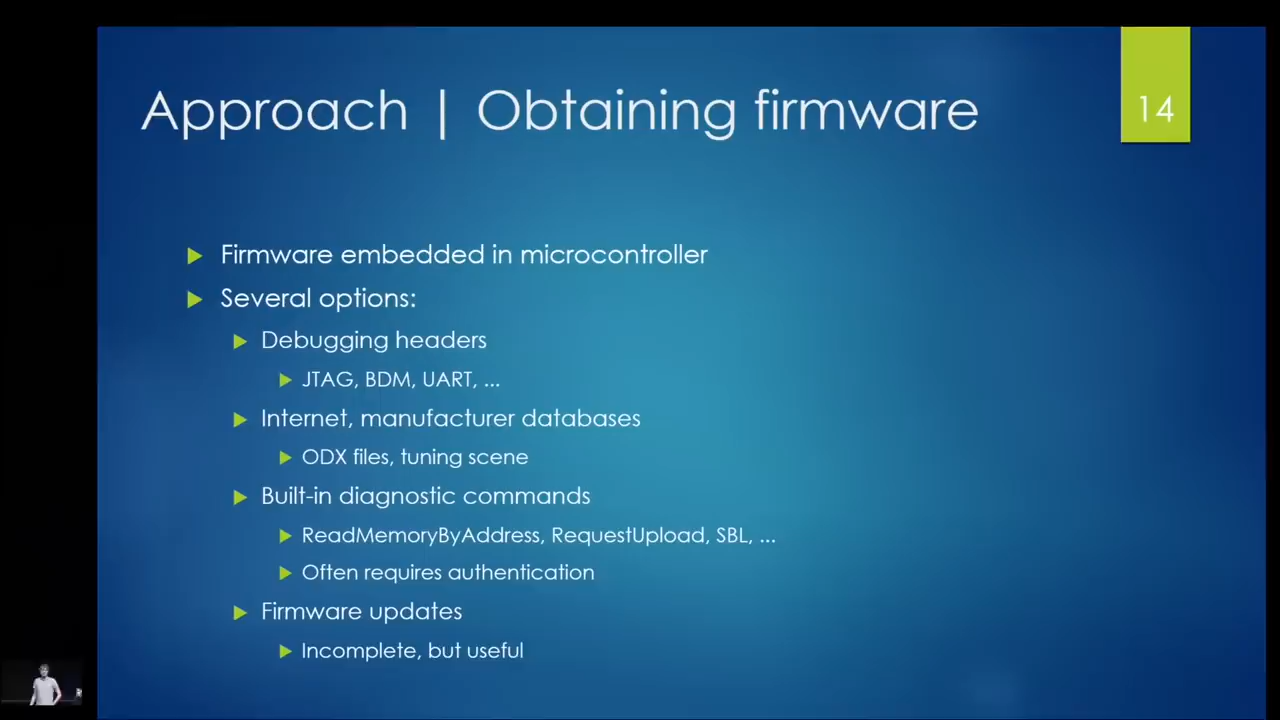 Approach | Obtaining firmware
14
Firmware embedded in microcontroller
Several options:
Debugging headers
JTAG, BDM, UART, ...
Internet, manufacturer databases
ODX files, tuning scene
Built-in diagnostic commands
ReadMemoryByAddress, RequestUpload, SBL, ...
Often requires authentication
Firmware updates
Incomplete, but useful